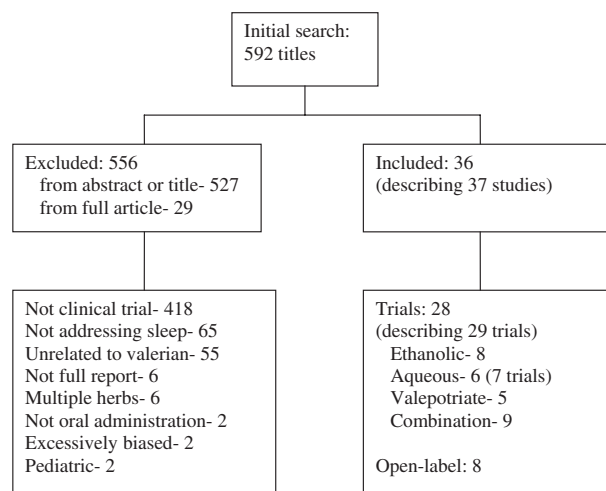 Initial search:
592 titles
Excluded: 556
from abstract or title- 527
from full article- 29
Included: 36
(describing 37 studies)
Not clinical trial- 418
Not addressing sleep- 65
Unrelated to valerian- 55
Not full report- 6
Multiple herbs- 6
Not oral administration- 2
Excessively biased- 2
Pediatric- 2
Trials: 28
(describing 29 trials)
Ethanolic- 8
Aqueous- 6 (7 trials)
Valepotriate- 5
Combination- 9
Open-label: 8